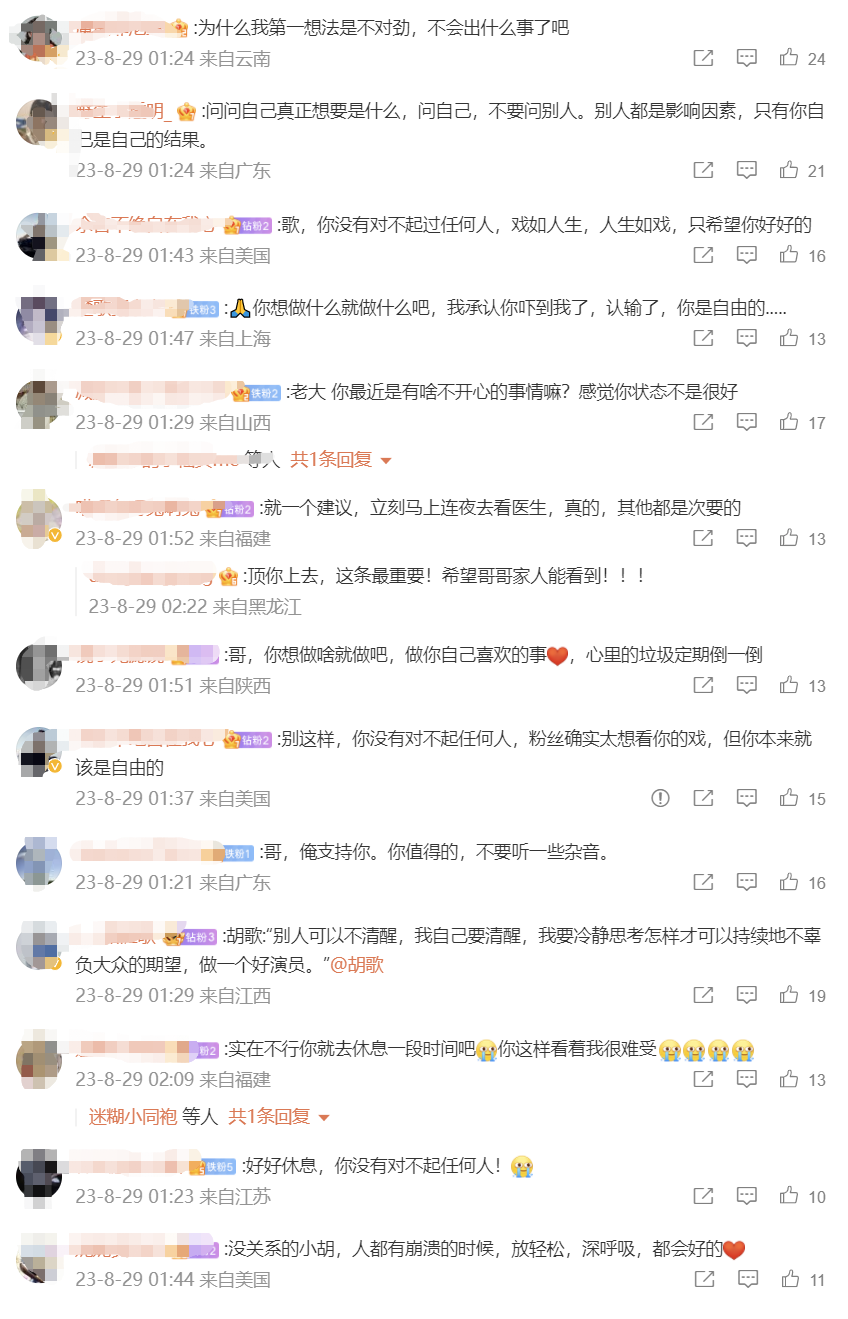 :为什么我第一想法是不对劲，不会出什么事了吧
23-8-29 01:24 来自云南
24
明_ :问问自己真正想要是什么，问自己，不要问别人。别人都是影响因素，只有你自
己是自己的结果。
23-8-29 01:24 来自广东
21
钻粉2 :歌，你没有对不起过任何人，戏如人生，人生如戏，只希望你好好的
23-8-29 01:43 来自美国
16
铁粉3 :🙏你想做什么就做什么吧，我承认你吓到我了，认输了，你是自由的.....
23-8-29 01:47 来自上海
13
铁粉2 :老大 你最近是有啥不开心的事情嘛？感觉你状态不是很好
23-8-29 01:29 来自山西
17
等人 共1条回复
钻粉2 :就一个建议，立刻马上连夜去看医生，真的，其他都是次要的
23-8-29 01:52 来自福建
13
:顶你上去，这条最重要！希望哥哥家人能看到！！！
23-8-29 02:22 来自黑龙江
:哥，你想做啥就做吧，做你自己喜欢的事❤️，心里的垃圾定期倒一倒
23-8-29 01:51 来自陕西
13
钻粉2 :别这样，你没有对不起任何人，粉丝确实太想看你的戏，但你本来就
该是自由的
23-8-29 01:37 来自美国
15
铁粉1 :哥，俺支持你。你值得的，不要听一些杂音。
23-8-29 01:21 来自广东
16
钻粉3 :胡歌:“别人可以不清醒，我自己要清醒，我要冷静思考怎样才可以持续地不辜
负大众的期望，做一个好演员。”@胡歌
23-8-29 01:29 来自江西
19
粉2 :实在不行你就去休息一段时间吧😭你这样看着我很难受😭😭😭😭
23-8-29 02:09 来自福建
13
迷糊小同袍 等人 共1条回复
铁粉5 :好好休息，你没有对不起任何人！😭
23-8-29 01:23 来自江苏
10
2 :没关系的小胡，人都有崩溃的时候，放轻松，深呼吸，都会好的❤️
23-8-29 01:44 来自美国
11